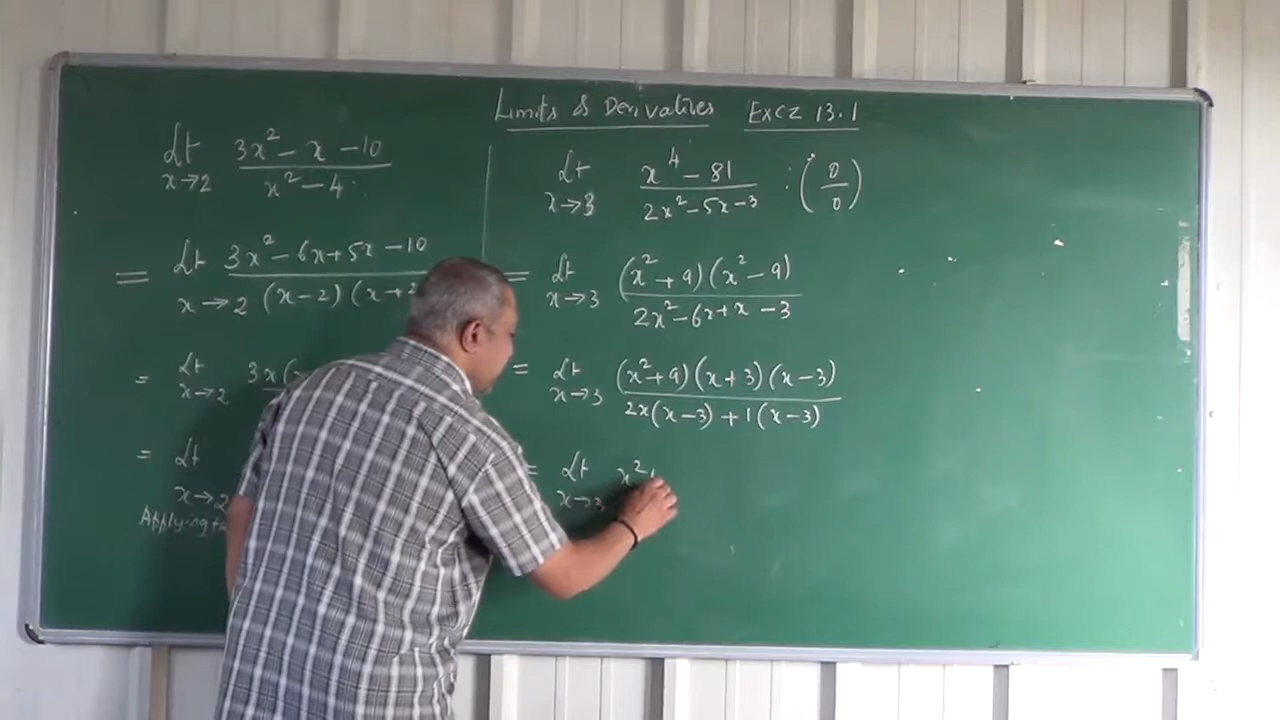 Limits & Derivatives Excz 13.1
Lt x→2 3x² - x - 10 / x² - 4
= Lt x→2 3x² - 6x + 5x - 10 / (x-2)(x+2
= Lt x→2 3x(x
= Lt x→2
Applying
Lt x→3 x⁴ - 81 / 2x² - 5x - 3 : (0/0)
= Lt x→3 (x² + 9)(x² - 9) / 2x² - 6x + x - 3
= Lt x→3 (x² + 9)(x + 3)(x - 3) / 2x(x - 3) + 1(x - 3)
= Lt x→3 x²